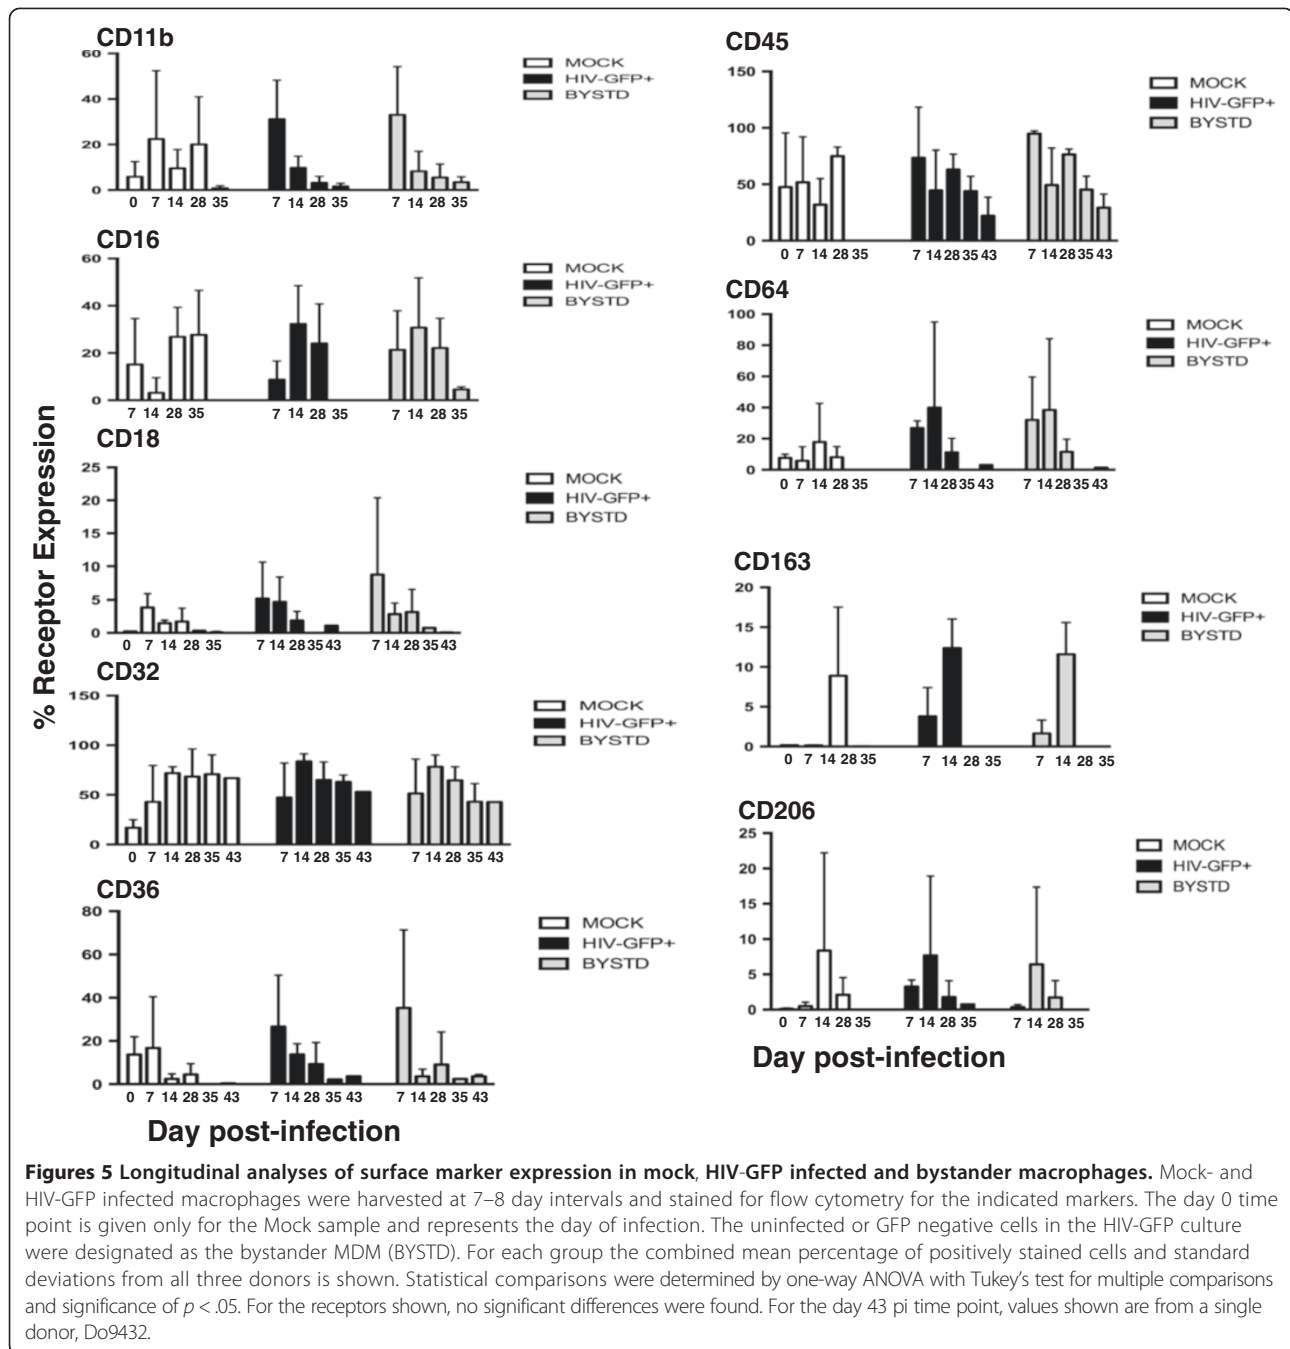 CD11b
60
40
20
0
MOCK
HIV-GFP+
BYSTD
0 7 14 28 35 7 14 28 35 7 14 28 35
CD16
60
40
20
0
MOCK
HIV-GFP+
BYSTD
7 14 28 35 7 14 28 35 7 14 28 35
CD18
25
20
15
10
5
0
MOCK
HIV-GFP+
BYSTD
0 7 14 28 35 7 14 28 35 43 7 14 28 35 43
CD32
150
100
50
0
MOCK
HIV-GFP+
BYSTD
0 7 14 28 35 43 7 14 28 35 43 7 14 28 35 43
CD36
80
60
40
20
0
MOCK
HIV-GFP+
BYSTD
0 7 14 28 35 43 7 14 28 35 43 7 14 28 35 43
% Receptor Expression
Day post-infection
CD45
150
100
50
0
MOCK
HIV-GFP+
BYSTD
0 7 14 28 35 7 14 28 35 43 7 14 28 35 43
CD64
100
80
60
40
20
0
MOCK
HIV-GFP+
BYSTD
0 7 14 28 35 7 14 28 35 43 7 14 28 35 43
CD163
20
15
10
5
0
MOCK
HIV-GFP+
BYSTD
0 7 14 28 35 7 14 28 35 7 14 28 35
CD206
25
20
15
10
5
0
MOCK
HIV-GFP+
BYSTD
0 7 14 28 35 7 14 28 35 7 14 28 35
Day post-infection
Figures 5 Longitudinal analyses of surface marker expression in mock, HIV-GFP infected and bystander macrophages. Mock- and
HIV-GFP infected macrophages were harvested at 7–8 day intervals and stained for flow cytometry for the indicated markers. The day 0 time
point is given only for the Mock sample and represents the day of infection. The uninfected or GFP negative cells in the HIV-GFP culture
were designated as the bystander MDM (BYSTD). For each group the combined mean percentage of positively stained cells and standard
deviations from all three donors is shown. Statistical comparisons were determined by one-way ANOVA with Tukey's test for multiple comparisons
and significance of p < .05. For the receptors shown, no significant differences were found. For the day 43 pi time point, values shown are from a single
donor, Do9432.